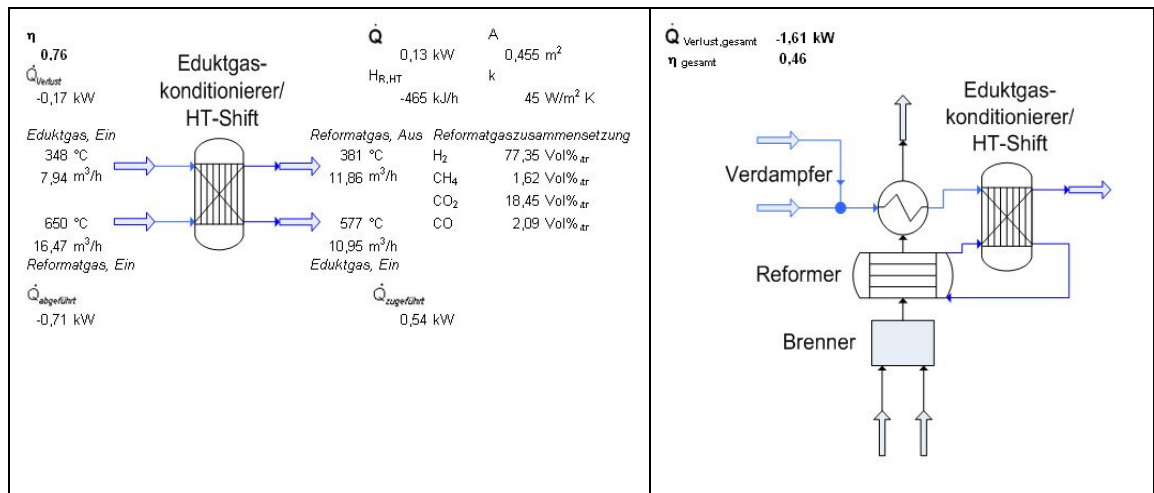 η
0,76
Q̇Verlust
-0,17 kW
Eduktgas-
konditionierer/
HT-Shift
Q̇ A
0,13 kW 0,455 m²
HR,HT k
-465 kJ/h 45 W/m² K
Eduktgas, Ein Reformatgas, Aus Reformatgaszusammensetzung
348 °C 381 °C H₂ 77,35 Vol%,tr
7,94 m³/h 11,86 m³/h CH₄ 1,62 Vol%,tr
CO₂ 18,45 Vol%,tr
650 °C 577 °C CO 2,09 Vol%,tr
16,47 m³/h 10,95 m³/h
Reformatgas, Ein Eduktgas, Ein
Q̇abgeführt Q̇zugeführt
-0,71 kW 0,54 kW
Q̇ Verlust,gesamt -1,61 kW
η gesamt 0,46
Eduktgas-
konditionierer/
HT-Shift
Verdampfer
Reformer
Brenner